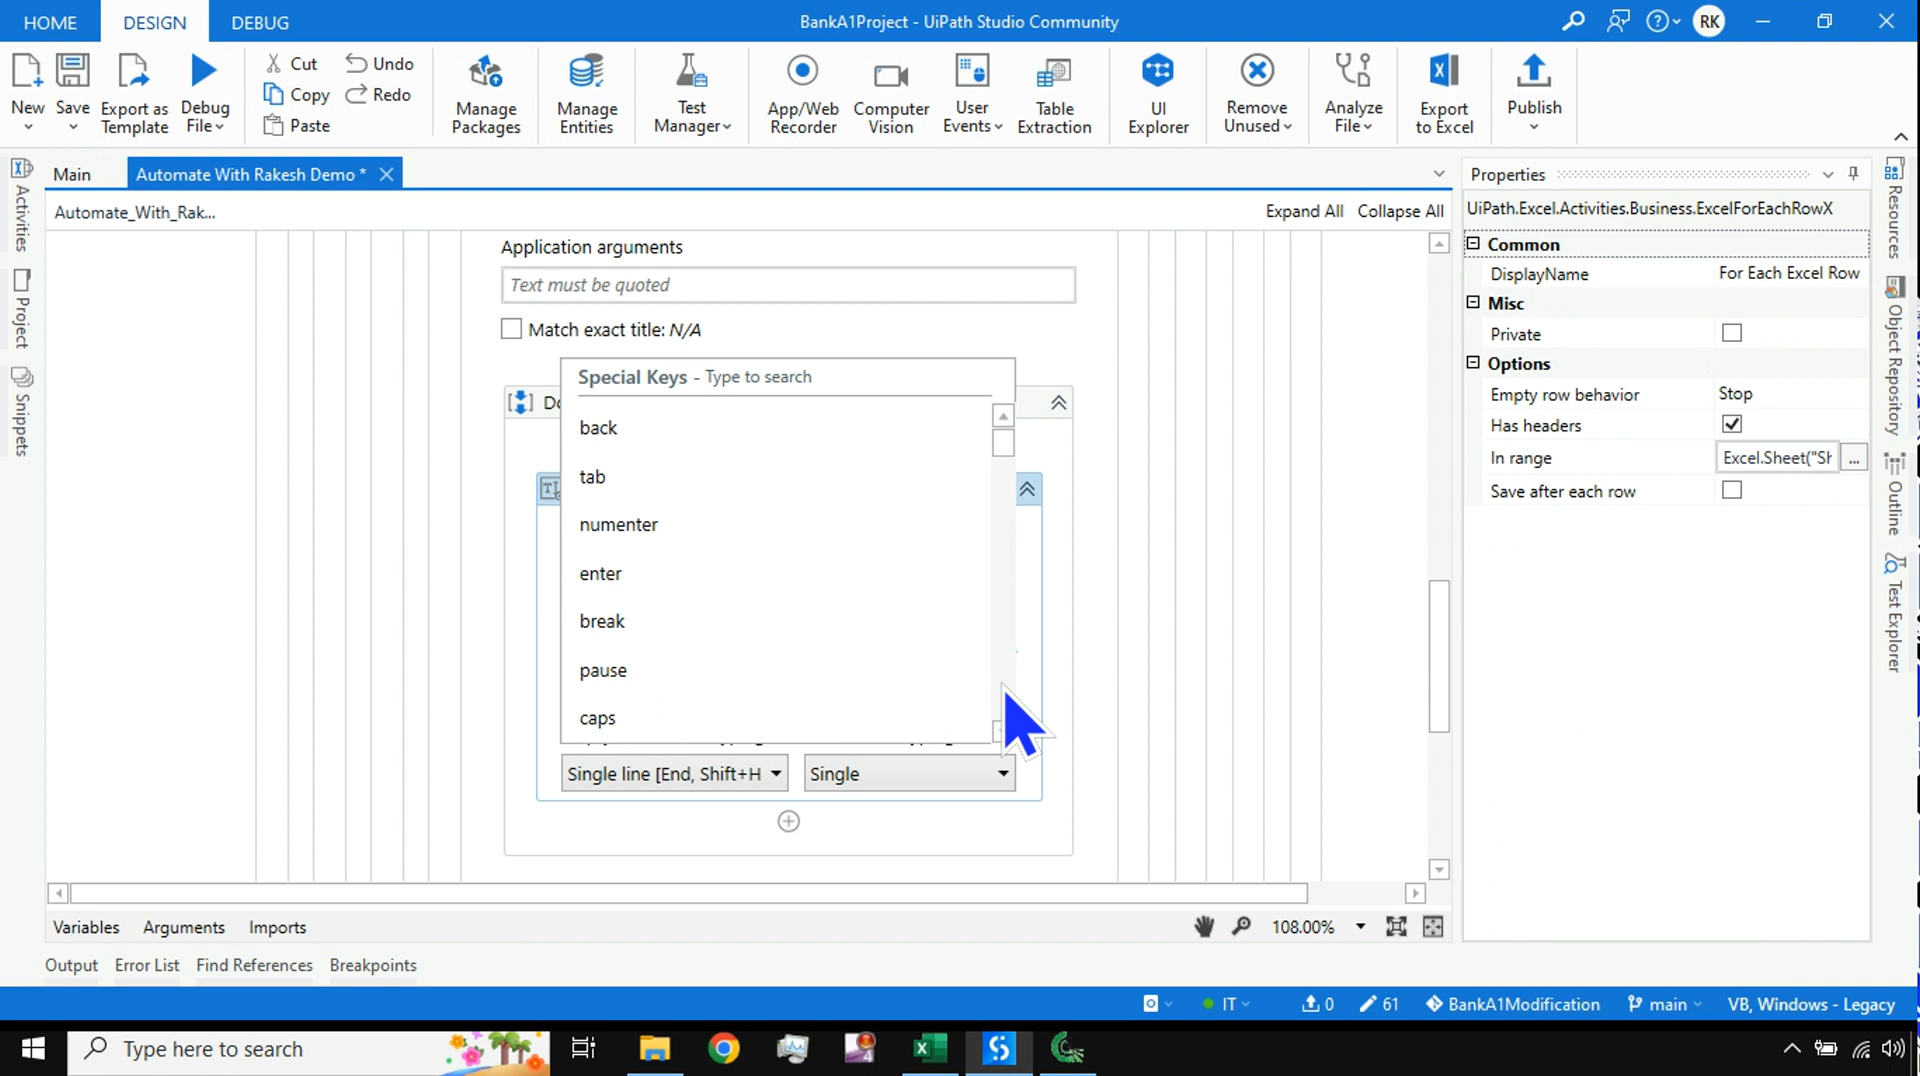 HOME DESIGN DEBUG BankA1Project - UiPath Studio Community RK
New Save Export as Template Debug File Cut Copy Paste Undo Redo Manage Packages Manage Entities Test Manager App/Web Recorder Computer Vision User Events Table Extraction UI Explorer Remove Unused Analyze File Export to Excel Publish
Main Automate With Rakesh Demo *
Automate_With_Rak... Expand All Collapse All
Activities
Project
Snippets
Application arguments
Text must be quoted
Match exact title: N/A
Special Keys - Type to search
back
tab
numenter
enter
break
pause
caps
Single line [End, Shift+H Single
Properties
UiPath.Excel.Activities.Business.ExcelForEachRowX
Common
DisplayName For Each Excel Row
Misc
Private
Options
Empty row behavior Stop
Has headers
In range Excel.Sheet("Sh ...
Save after each row
Resources
Object Repository
Outline
Test Explorer
Variables Arguments Imports 108.00%
Output Error List Find References Breakpoints
IT 0 61 BankA1Modification main VB, Windows - Legacy
Type here to search 4